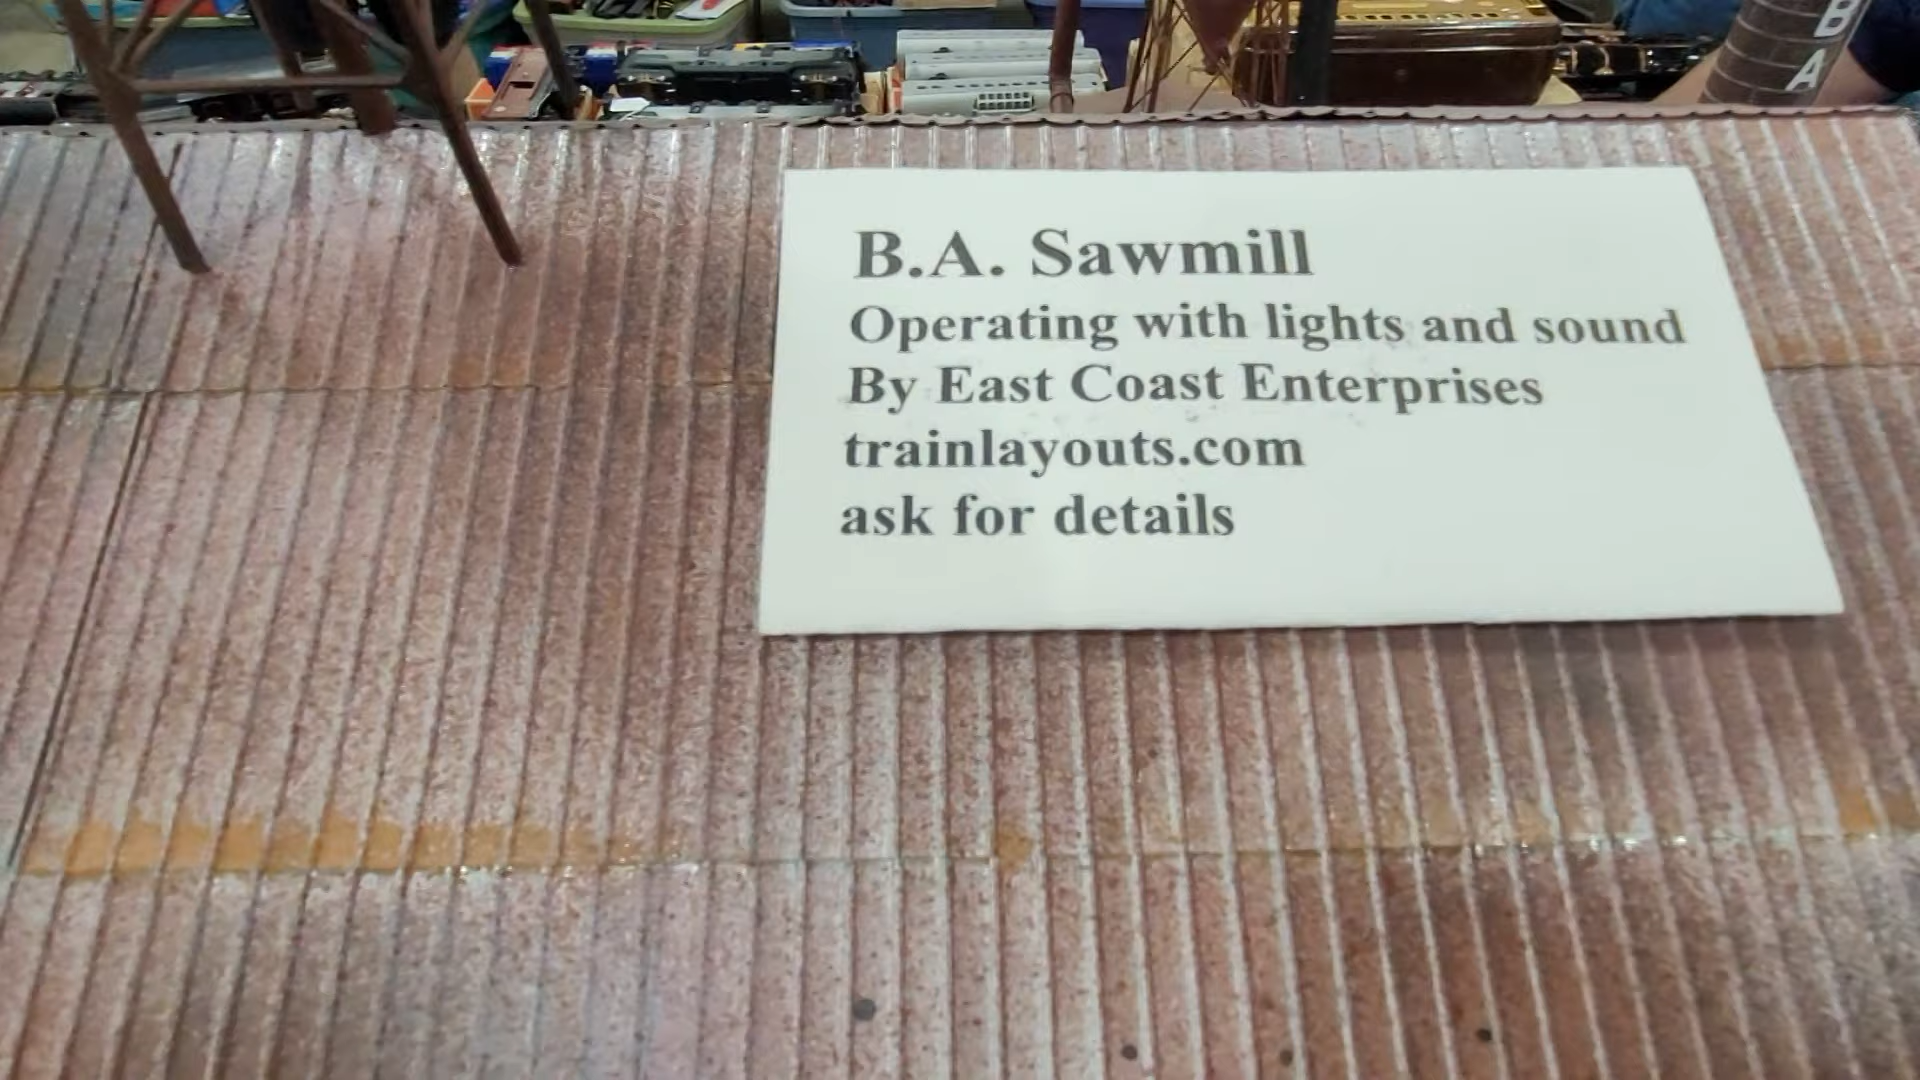 B.A. Sawmill
Operating with lights and sound
By East Coast Enterprises
trainlayouts.com
ask for details
B
A